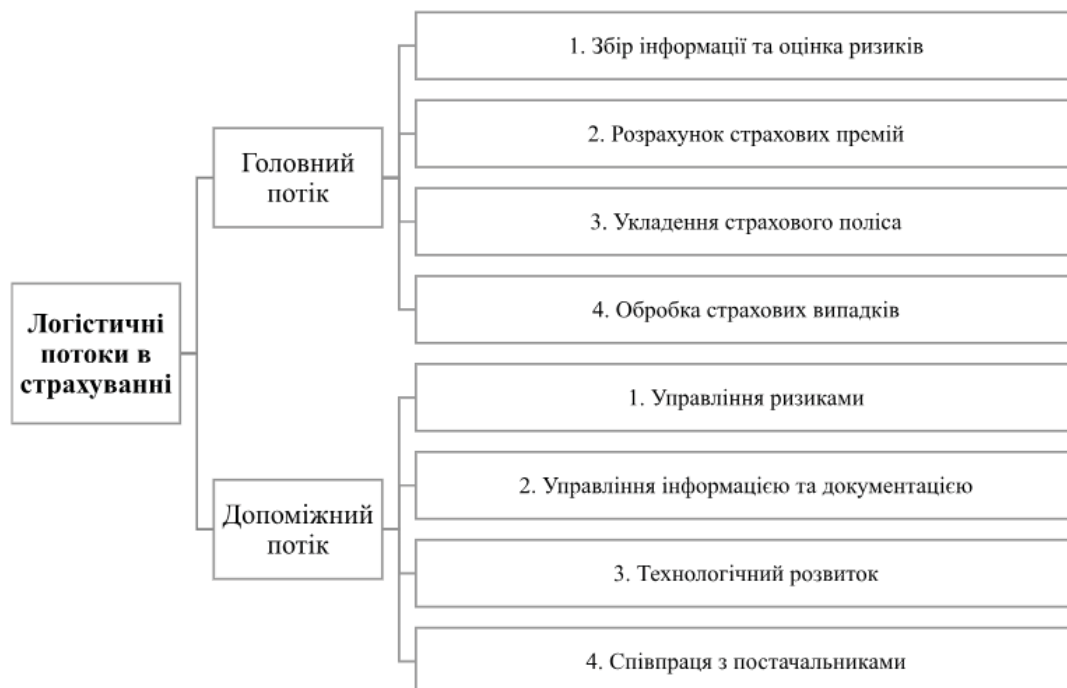 Логістичні
потоки в
страхуванні
Головний
потік
1. Збір інформації та оцінка ризиків
2. Розрахунок страхових премій
3. Укладення страхового поліса
4. Обробка страхових випадків
Допоміжний
потік
1. Управління ризиками
2. Управління інформацією та документацією
3. Технологічний розвиток
4. Співпраця з постачальниками